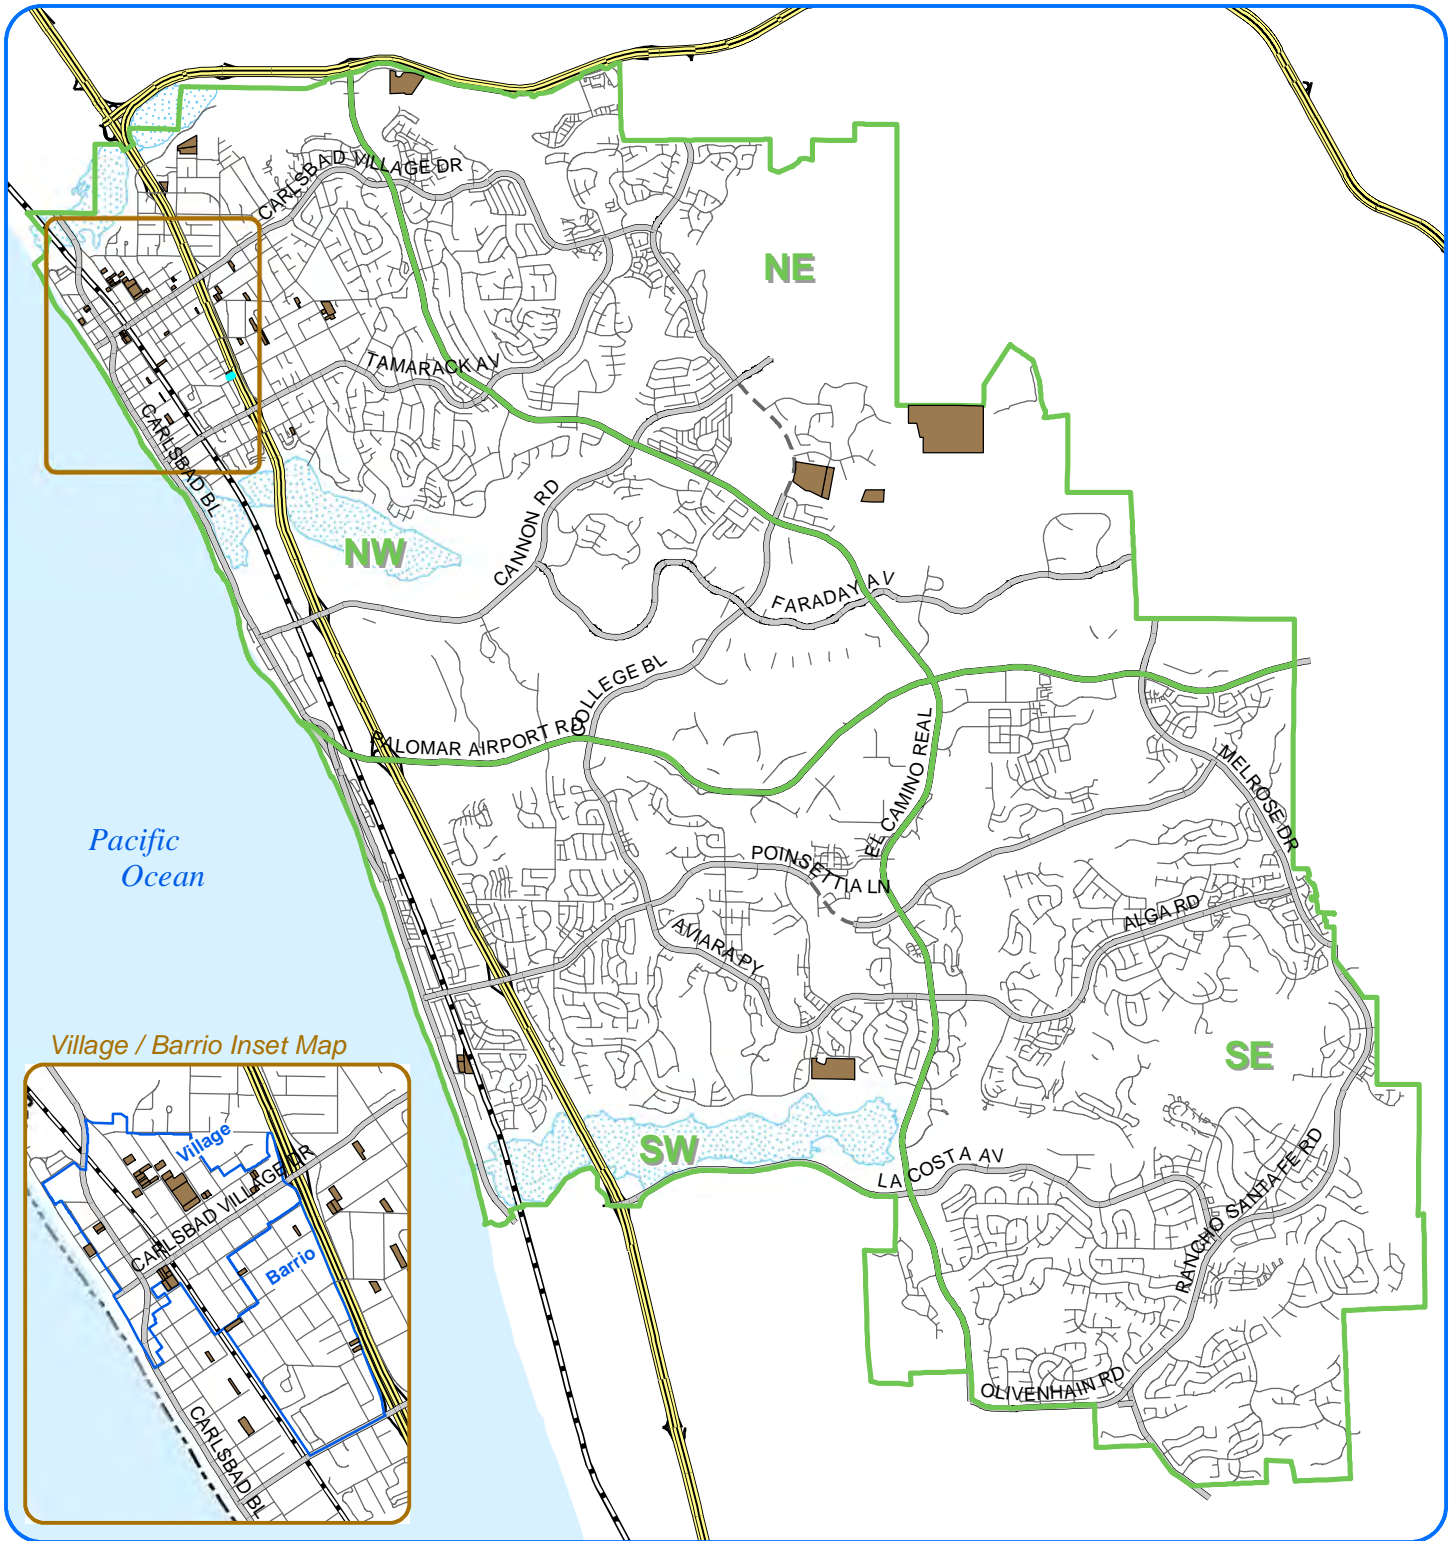 CARLSBAD VILLAGE DR
NE
TAMARACK AV
CARLSBAD BL
NW
CANNON RD
FARADAY AV
COLLEGE BL
PALOMAR AIRPORT RD
EL CAMINO REAL
MELROSE DR
Pacific
Ocean
POINSETTIA LN
ALGA RD
AVIARA PY
SE
SW
LA COSTA AV
RANCHO SANTA FE RD
OLIVENHAIN RD
Village / Barrio Inset Map
Village
CARLSBAD VILLAGE DR
Barrio
CARLSBAD BL